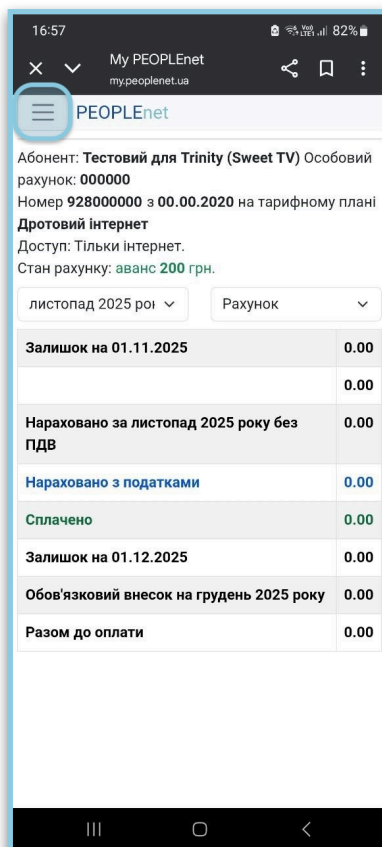 16:57 82%
My PEOPLEnet
my.peoplenet.ua
PEOPLEnet
Абонент: Тестовий для Trinity (Sweet TV) Особовий
рахунок: 000000
Номер 928000000 з 00.00.2020 на тарифному плані
Дротовий інтернет
Доступ: Тільки інтернет.
Стан рахунку: аванс 200 грн.
листопад 2025 рок Рахунок
Залишок на 01.11.2025 0.00
0.00
Нараховано за листопад 2025 року без 0.00
ПДВ
Нараховано з податками 0.00
Сплачено 0.00
Залишок на 01.12.2025 0.00
Обов'язковий внесок на грудень 2025 року 0.00
Разом до оплати 0.00